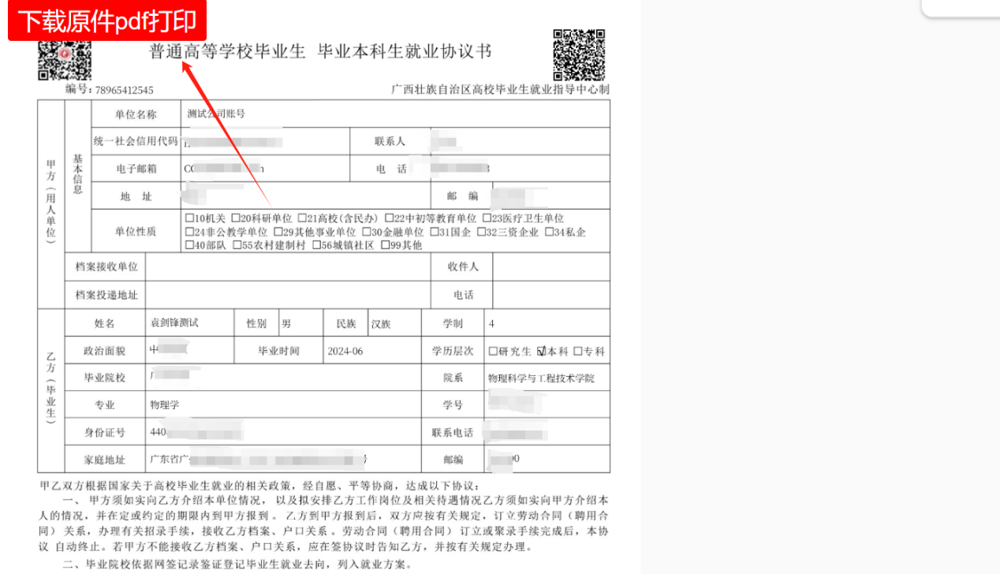 下载原件pdf打印
普通高等学校毕业生 毕业本科生就业协议书
编号: 78965412545
广西壮族自治区高校毕业生就业指导中心制
甲方(用人单位)
基本信息
单位名称 测试公司账号
统一社会信用代码 联系人
电子邮箱 电 话
地 址 邮 编
单位性质
□10机关 □20科研单位 □21高校(含民办) □22中初等教育单位 □23医疗卫生单位
□24非公教学单位 □29其他事业单位 □30金融单位 □31国企 □32三资企业 □34私企
□40部队 □55农村建制村 □56城镇社区 □99其他
档案接收单位 收件人
档案投递地址 电话
乙方(毕业生)
姓名 袁剑锋测试 性别 男 民族 汉族 学制 4
政治面貌 毕业时间 2024-06 学历层次 □研究生 ☑本科 □专科
毕业院校 院系 物理科学与工程技术学院
专业 物理学 学号
身份证号 440 联系电话
家庭地址 广东省广 邮编
甲乙双方根据国家关于高校毕业生就业的相关政策，经自愿、平等协商，达成以下协议：
一、 甲方须如实向乙方介绍本单位情况， 以及拟安排乙方工作岗位及相关待遇情况乙方须如实向甲方介绍本
人的情况，并在定或约定的期限内到甲方报到 。 乙方到甲方报到后，双方应按有关规定，订立劳动合同（聘用合
同） 关系，办理有关招录手续，接收乙方档案、户口关系 。劳动合同（聘用合同） 订立或聚录手续完成后，本协
议 自动终止。若甲方不能接收乙方档案、户口关系，应在签协议时告知乙方，并按有关规定办理。
二、毕业院校依据网签记录鉴证登记毕业生就业去向，列入就业方案。